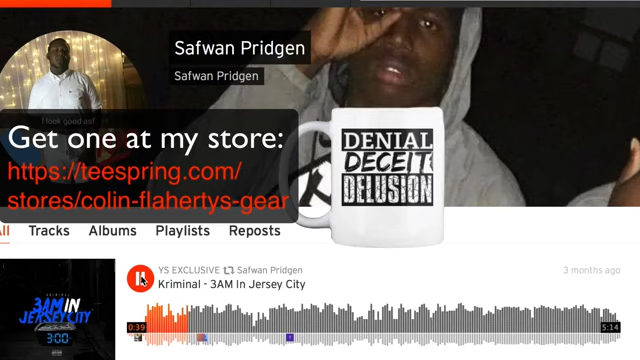 Safwan Pridgen
Safwan Pridgen
I look good asf
Get one at my store:
https://teespring.com/
stores/colin-flahertys-gear
DENIAL
DECEIT
DELUSION
All Tracks Albums Playlists Reposts
YS EXCLUSIVE Safwan Pridgen 3 months ago
Kriminal - 3AM In Jersey City
KRIMINAL
3AM IN
JERSEY CITY
3:00
0:39 5:14